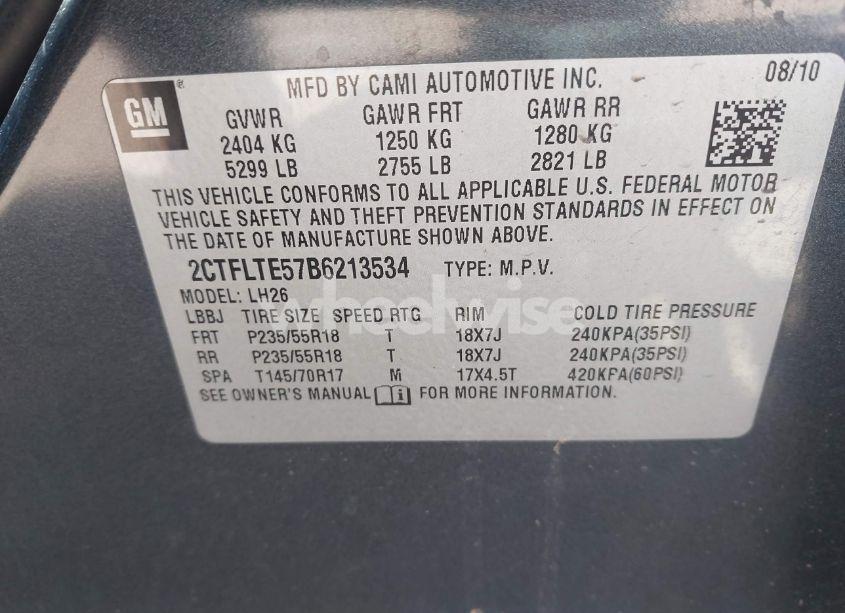 GM
®
MFD BY CAMI AUTOMOTIVE INC.
08/10
GVWR GAWR FRT GAWR RR
2404 KG 1250 KG 1280 KG
5299 LB 2755 LB 2821 LB
THIS VEHICLE CONFORMS TO ALL APPLICABLE U.S. FEDERAL MOTOR
VEHICLE SAFETY AND THEFT PREVENTION STANDARDS IN EFFECT ON
THE DATE OF MANUFACTURE SHOWN ABOVE.
2CTFLTE57B6213534 TYPE: M.P.V.
MODEL: LH26
wheelwise
LBBJ TIRE SIZE SPEED RTG RIM COLD TIRE PRESSURE
FRT P235/55R18 T 18X7J 240KPA(35PSI)
RR P235/55R18 T 18X7J 240KPA(35PSI)
SPA T145/70R17 M 17X4.5T 420KPA(60PSI)
SEE OWNER'S MANUAL i FOR MORE INFORMATION.